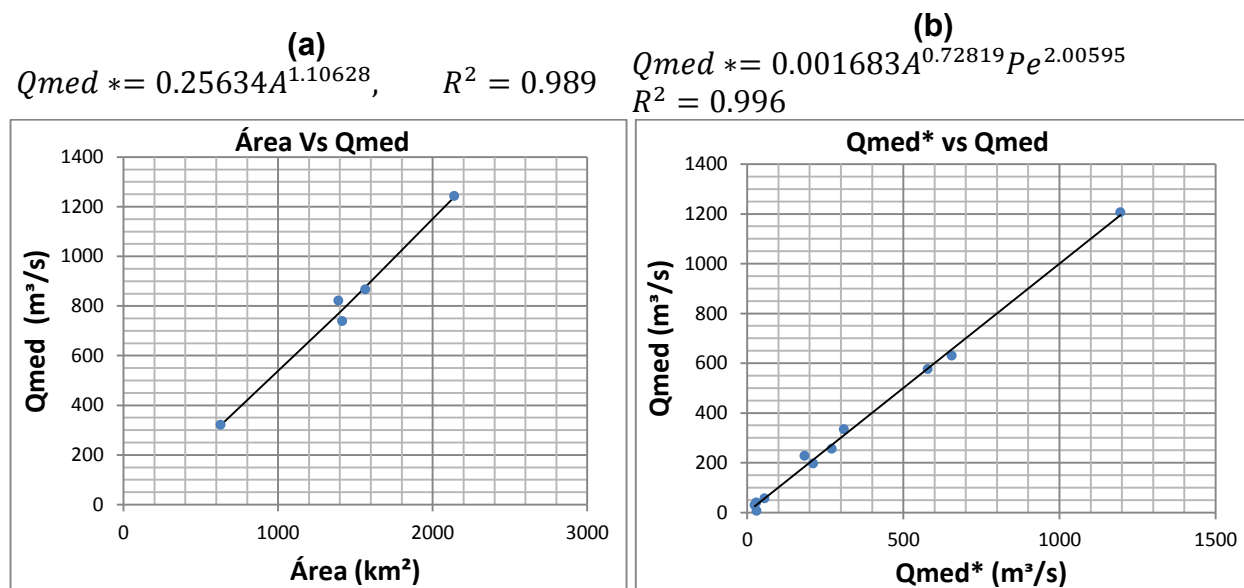 (a)
Qmed ∗= 0.25634A^1.10628, R² = 0.989
Área Vs Qmed
1400
1200
1000
800
600
400
200
0
Qmed (m³/s)
0 1000 2000 3000
Área (km²)
(b)
Qmed ∗= 0.001683A^0.72819 Pe^2.00595
R² = 0.996
Qmed* vs Qmed
1400
1200
1000
800
600
400
200
0
Qmed (m³/s)
0 500 1000 1500
Qmed* (m³/s)